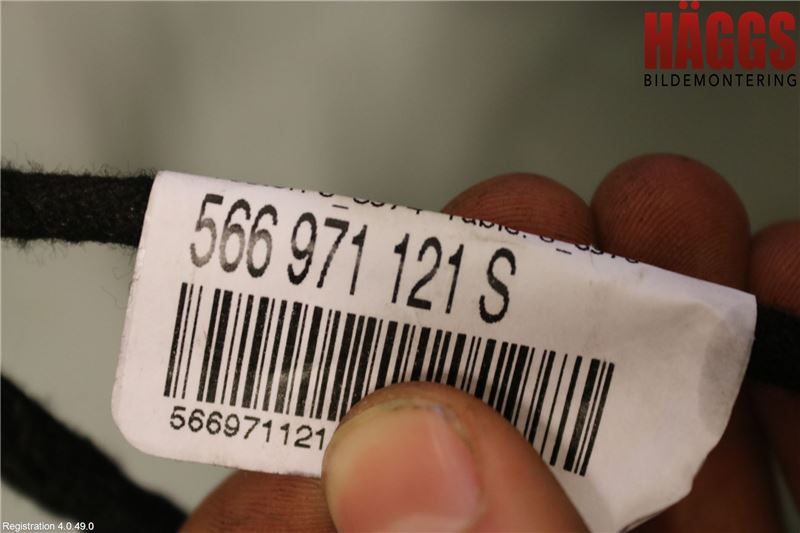 HÄGGS
BILDEMONTERING
566 971 121 S
566971121
Registration 4.0.49.0